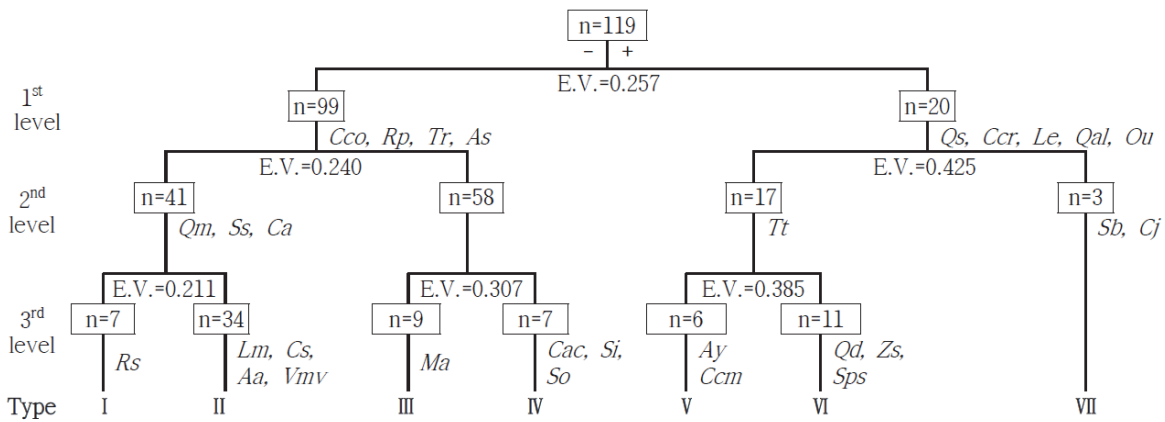 n=119
− +
E.V.=0.257
1st level
n=99
n=20
Cco, Rp, Tr, As
Qs, Ccr, Le, Qal, Ou
E.V.=0.240
E.V.=0.425
2nd level
n=41
n=58
n=17
n=3
Qm, Ss, Ca
Tt
Sb, Cj
E.V.=0.211
E.V.=0.307
E.V.=0.385
3rd level
n=7
n=34
n=9
n=7
n=6
n=11
Rs
Lm, Cs,
Aa, Vmv
Ma
Cac, Si,
So
Ay
Ccm
Qd, Zs,
Sps
Type I II III IV V VI VII